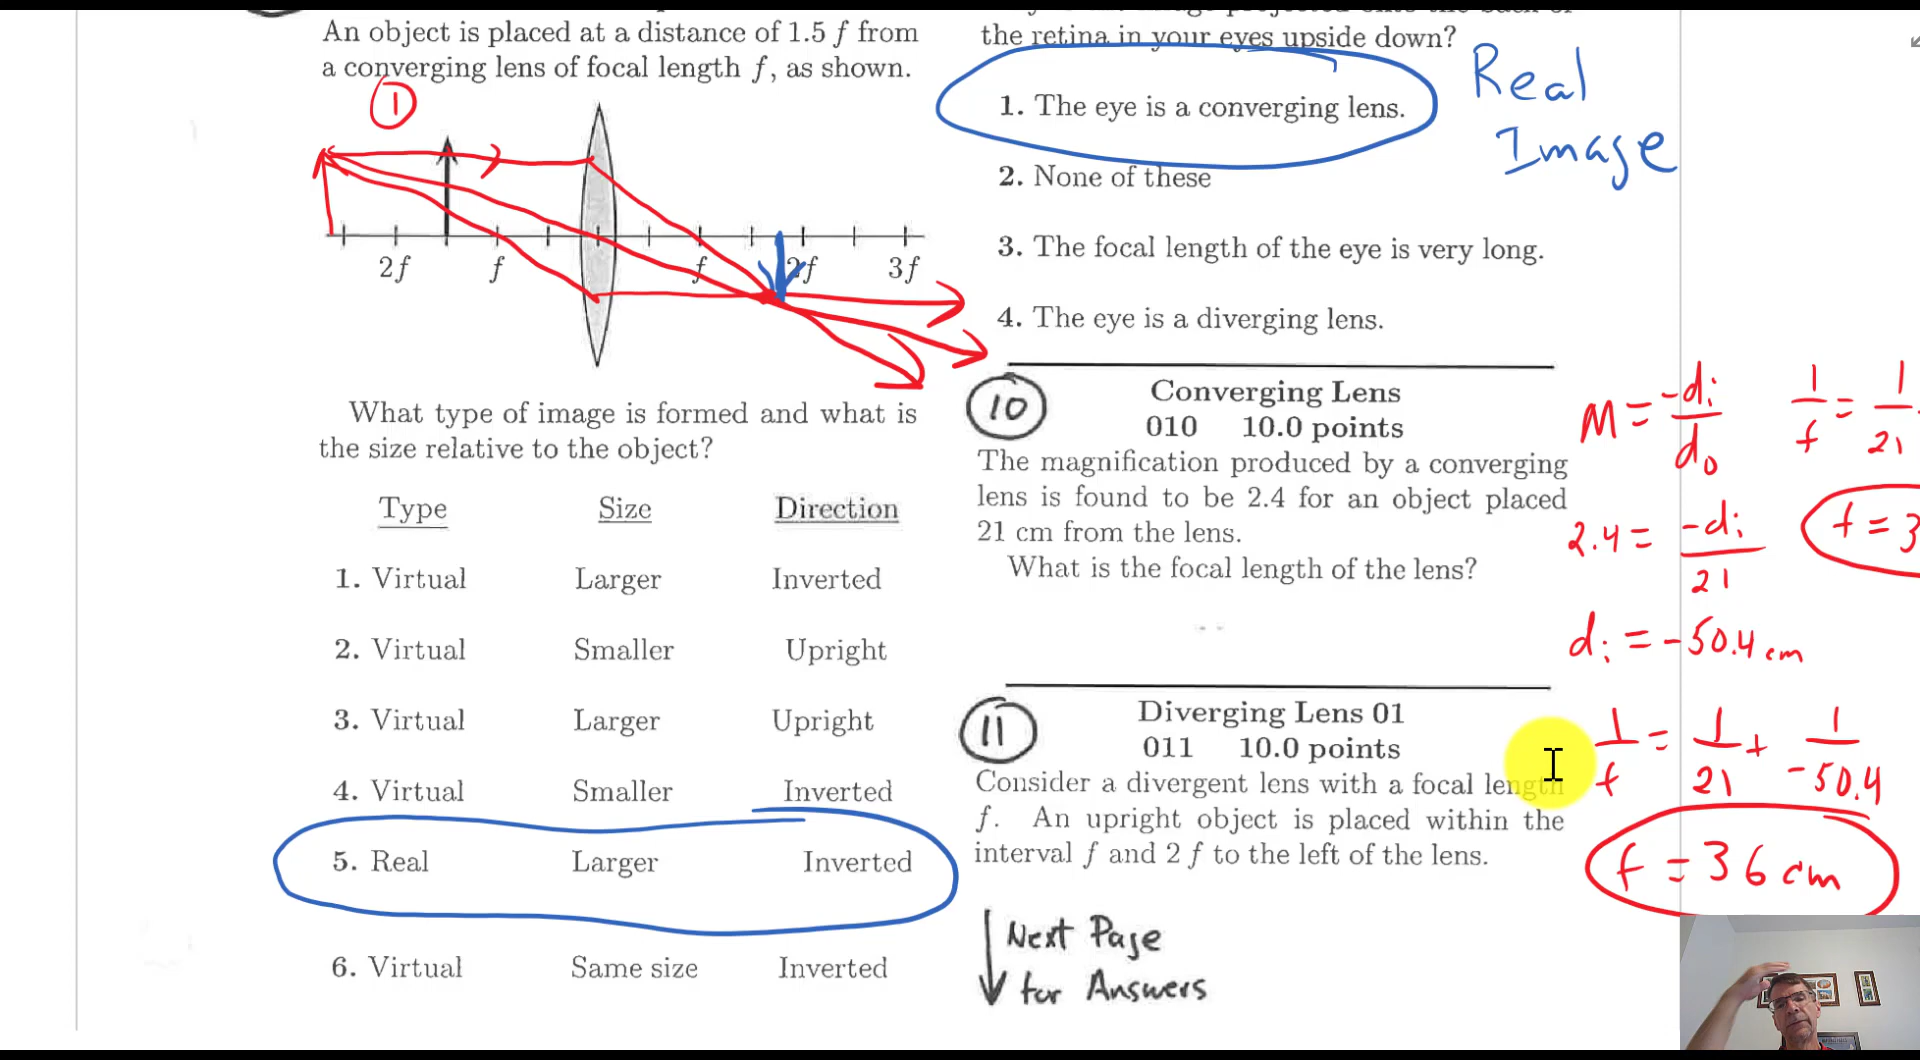 An object is placed at a distance of 1.5 f from
a converging lens of focal length f, as shown.
1
2f f f 2f 3f
What type of image is formed and what is
the size relative to the object?
Type Size Direction
1. Virtual Larger Inverted
2. Virtual Smaller Upright
3. Virtual Larger Upright
4. Virtual Smaller Inverted
5. Real Larger Inverted
6. Virtual Same size Inverted
the retina in your eyes upside down?
1. The eye is a converging lens.
2. None of these
3. The focal length of the eye is very long.
4. The eye is a diverging lens.
Real
Image
10
Converging Lens
010 10.0 points
The magnification produced by a converging
lens is found to be 2.4 for an object placed
21 cm from the lens.
What is the focal length of the lens?
11
Diverging Lens 01
011 10.0 points
Consider a divergent lens with a focal length
f. An upright object is placed within the
interval f and 2 f to the left of the lens.
Next Page
for Answers
M = -di/do
1/f = 1/21
2.4 = -di/21
f = 3
di = -50.4 cm
1/f = 1/21 + 1/-50.4
f = 36 cm